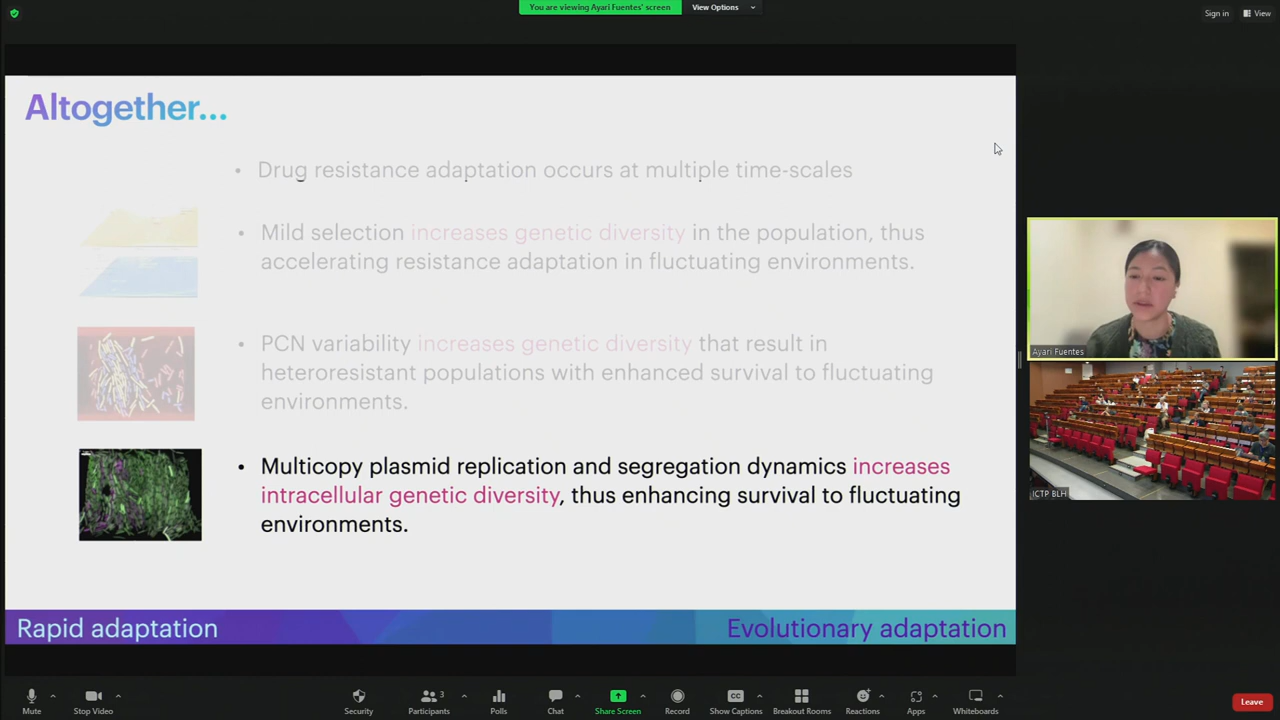 You are viewing Ayari Fuentes' screen
View Options
Sign in
View
Altogether...
• Drug resistance adaptation occurs at multiple time-scales
• Mild selection increases genetic diversity in the population, thus
accelerating resistance adaptation in fluctuating environments.
• PCN variability increases genetic diversity that result in
heteroresistant populations with enhanced survival to fluctuating
environments.
• Multicopy plasmid replication and segregation dynamics increases
intracellular genetic diversity, thus enhancing survival to fluctuating
environments.
Rapid adaptation
Evolutionary adaptation
Ayari Fuentes
ICTP BLH
Mute
Stop Video
Security
Participants
3
Polls
Chat
Share Screen
Record
Show Captions
Breakout Rooms
Reactions
Apps
Whiteboards
Leave